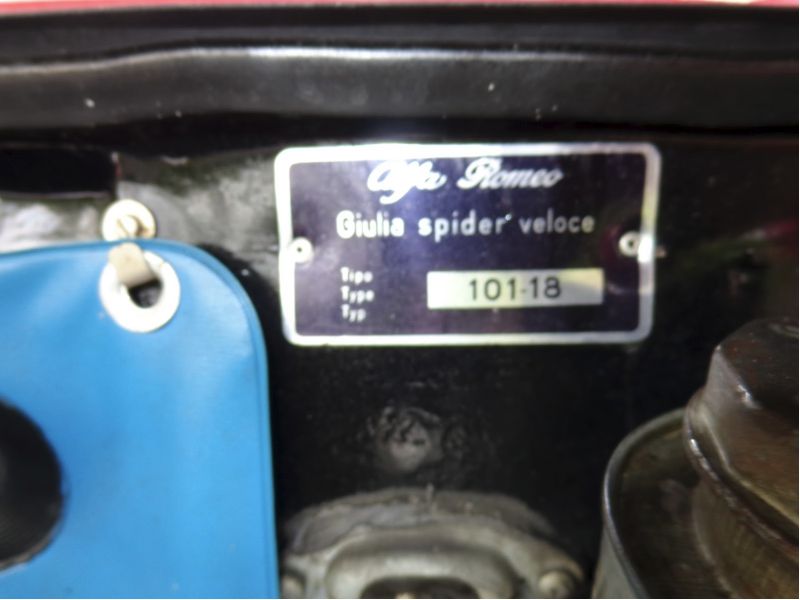 Alfa Romeo
Giulia spider veloce
Tipo
Type
Typ
101-18